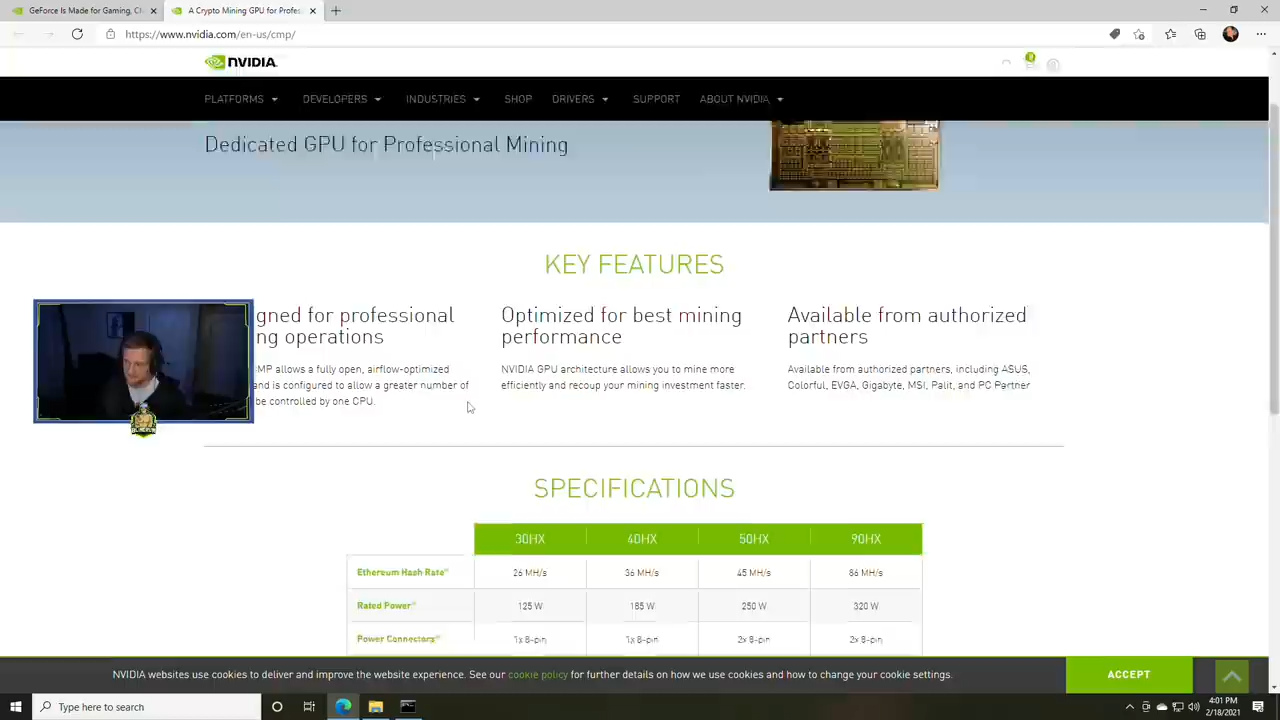 GeForce Is Made for Gaming, C
A Crypto Mining GPU for Profes
https://www.nvidia.com/en-us/cmp/
NVIDIA.
PLATFORMS DEVELOPERS INDUSTRIES SHOP DRIVERS SUPPORT ABOUT NVIDIA
Dedicated GPU for Professional Mining
KEY FEATURES
gned for professional
ng operations
CMP allows a fully open, airflow-optimized
and is configured to allow a greater number of
be controlled by one CPU.
Optimized for best mining
performance
NVIDIA GPU architecture allows you to mine more
efficiently and recoup your mining investment faster.
Available from authorized
partners
Available from authorized partners, including ASUS,
Colorful, EVGA, Gigabyte, MSI, Palit, and PC Partner
SPECIFICATIONS
30HX 40HX 50HX 90HX
Ethereum Hash Rate 26 MH/s 36 MH/s 45 MH/s 86 MH/s
Rated Power 125 W 185 W 250 W 320 W
Power Connectors 1x 8-pin 1x 8-pin 2x 8-pin 2x 8-pin
NVIDIA websites use cookies to deliver and improve the website experience. See our cookie policy for further details on how we use cookies and how to change your cookie settings.
ACCEPT
Type here to search
4:01 PM
2/18/2021